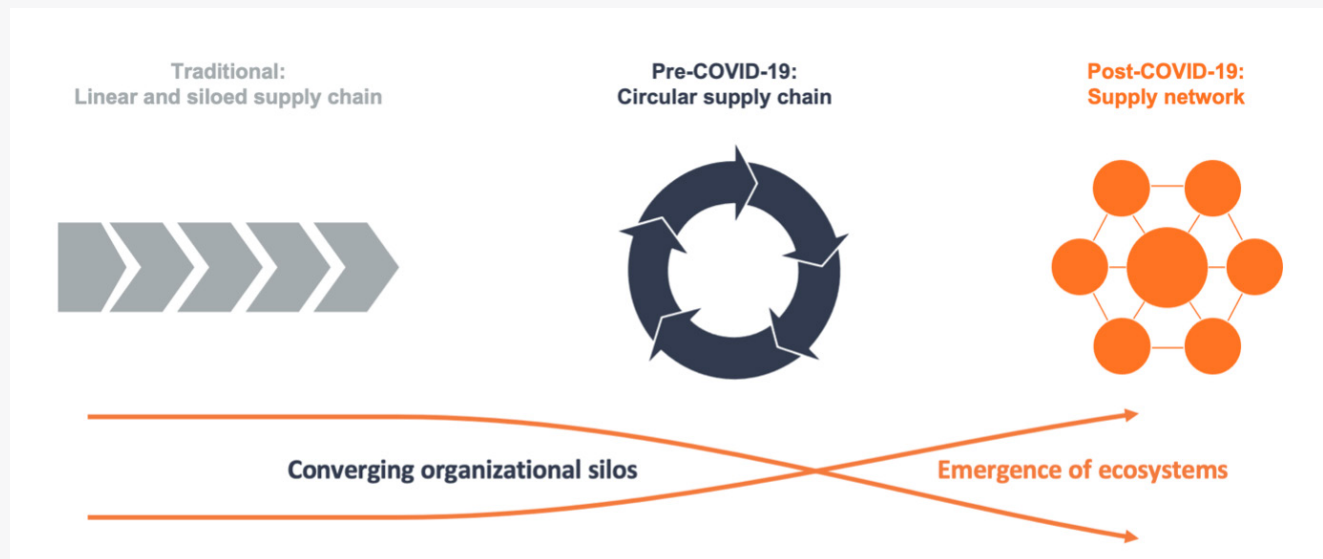 Traditional:
Linear and siloed supply chain
Pre-COVID-19:
Circular supply chain
Post-COVID-19:
Supply network
Converging organizational silos
Emergence of ecosystems